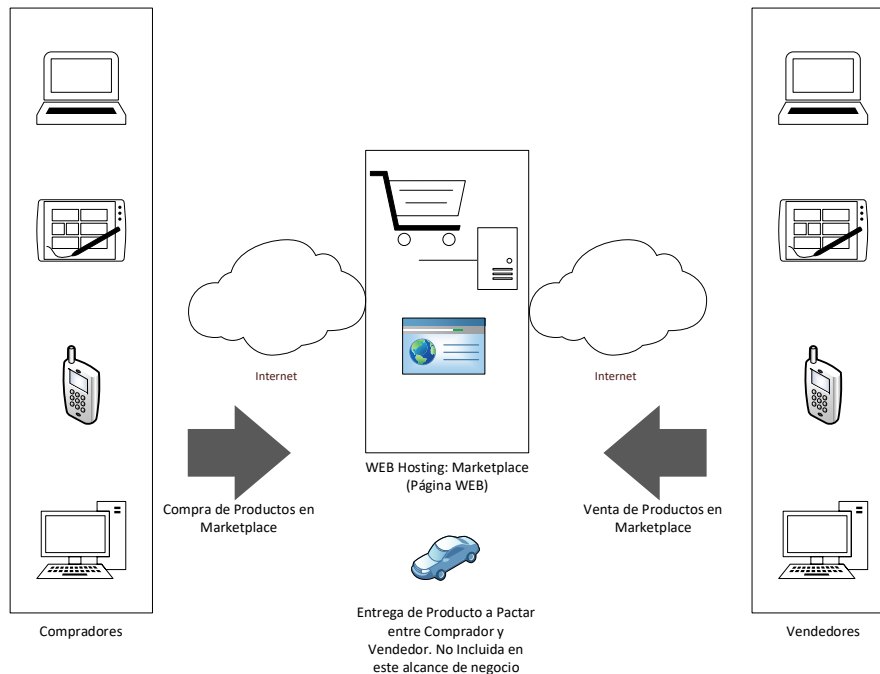 Internet
Internet
WEB Hosting: Marketplace
(Página WEB)
Compra de Productos en
Marketplace
Venta de Productos en
Marketplace
Entrega de Producto a Pactar
entre Comprador y
Vendedor. No Incluida en
este alcance de negocio
Compradores
Vendedores